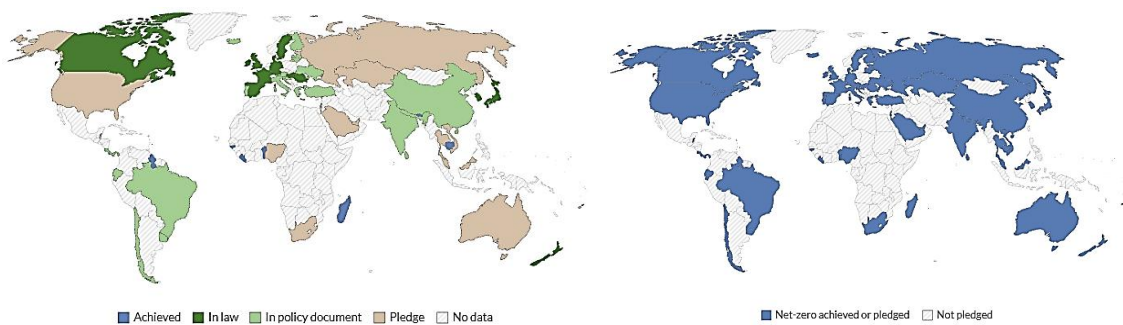 Achieved In law In policy document Pledge No data
Net-zero achieved or pledged Not pledged